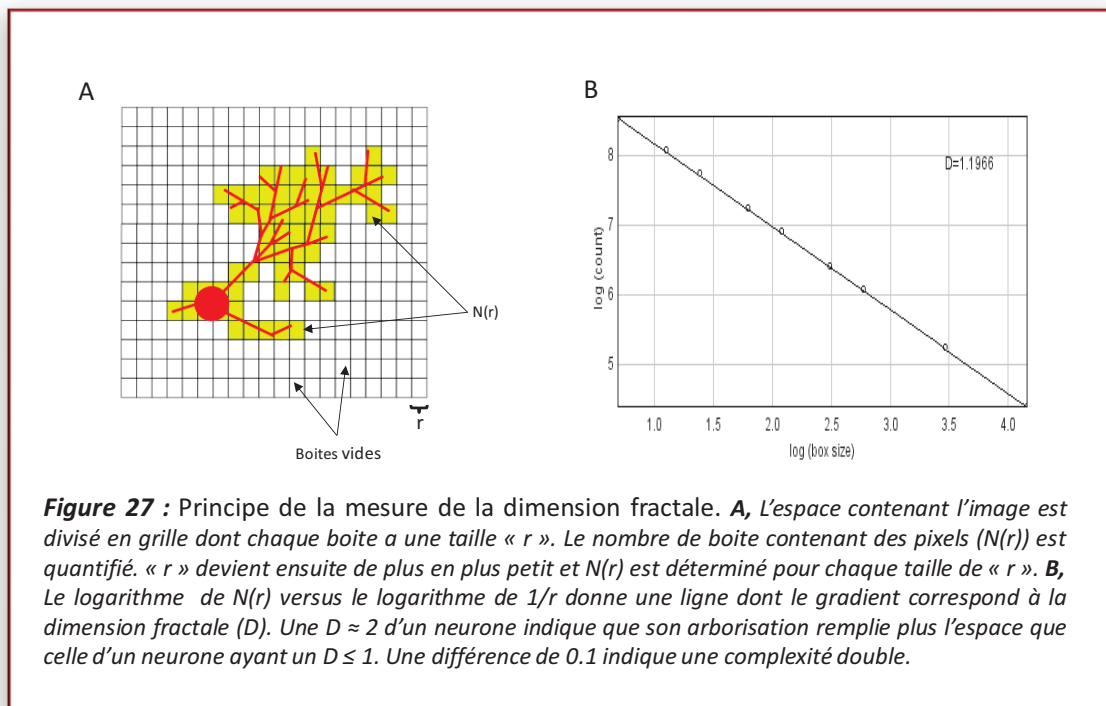 A
B
N(r)
r
Boites vides
D=1.1966
8
7
6
5
log (count)
1.0 1.5 2.0 2.5 3.0 3.5 4.0
log (box size)
Figure 27 : Principe de la mesure de la dimension fractale. A, L’espace contenant l’image est
divisé en grille dont chaque boite a une taille « r ». Le nombre de boite contenant des pixels (N(r)) est
quantifié. « r » devient ensuite de plus en plus petit et N(r) est déterminé pour chaque taille de « r ». B,
Le logarithme de N(r) versus le logarithme de 1/r donne une ligne dont le gradient correspond à la
dimension fractale (D). Une D ≈ 2 d’un neurone indique que son arborisation remplie plus l’espace que
celle d’un neurone ayant un D ≤ 1. Une différence de 0.1 indique une complexité double.